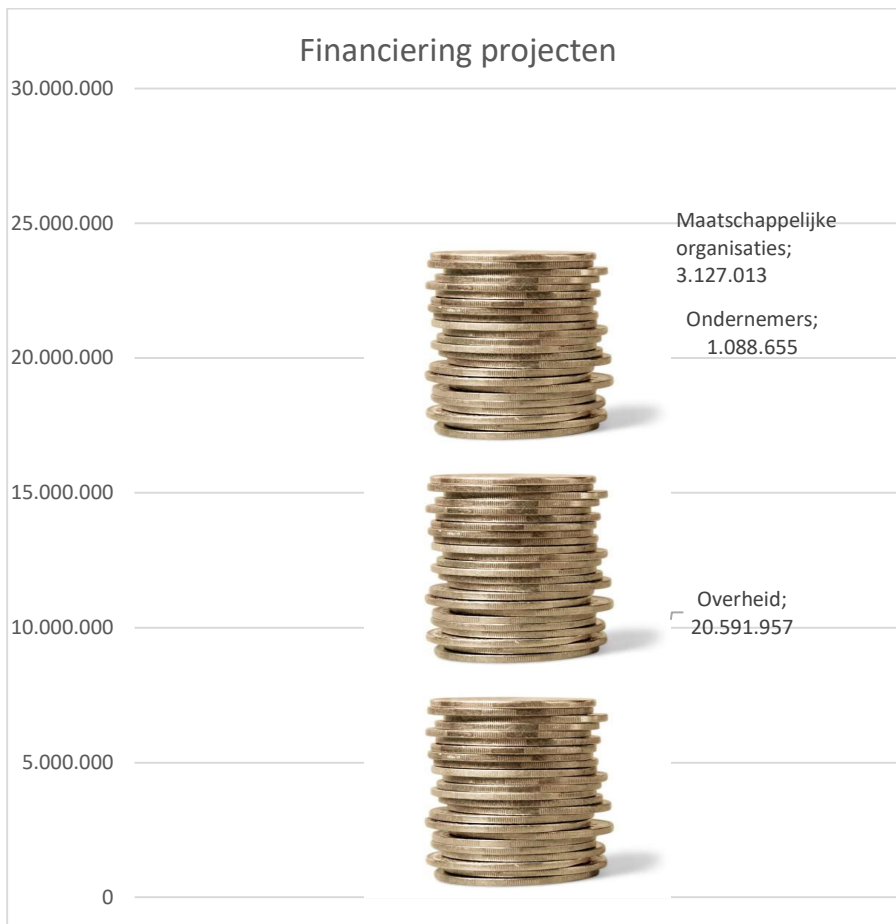 Financiering projecten
30.000.000
25.000.000
Maatschappelijke
organisaties;
3.127.013
Ondernemers;
1.088.655
20.000.000
15.000.000
Overheid;
20.591.957
10.000.000
5.000.000
0